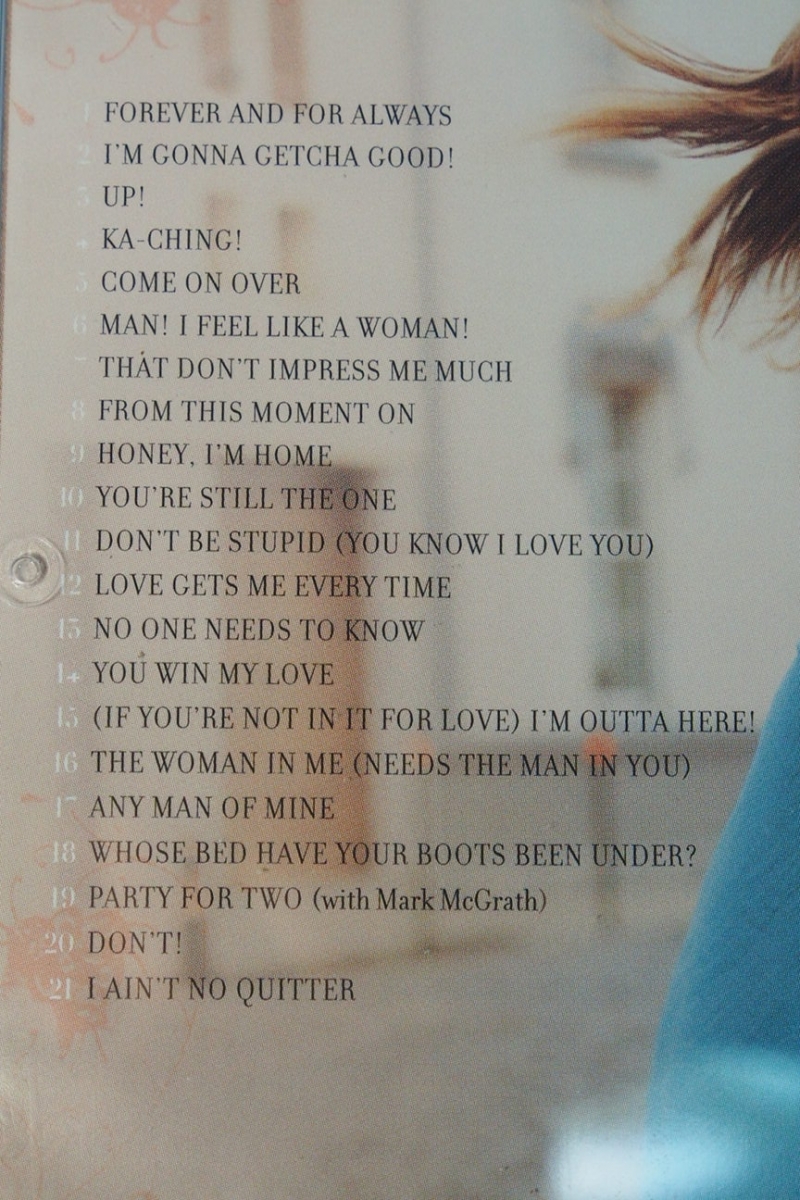 1 FOREVER AND FOR ALWAYS
2 I'M GONNA GETCHA GOOD!
3 UP!
4 KA-CHING!
5 COME ON OVER
6 MAN! I FEEL LIKE A WOMAN!
7 THAT DON'T IMPRESS ME MUCH
8 FROM THIS MOMENT ON
9 HONEY, I'M HOME
10 YOU'RE STILL THE ONE
11 DON'T BE STUPID (YOU KNOW I LOVE YOU)
12 LOVE GETS ME EVERY TIME
13 NO ONE NEEDS TO KNOW
14 YOU WIN MY LOVE
15 (IF YOU'RE NOT IN IT FOR LOVE) I'M OUTTA HERE!
16 THE WOMAN IN ME (NEEDS THE MAN IN YOU)
17 ANY MAN OF MINE
18 WHOSE BED HAVE YOUR BOOTS BEEN UNDER?
19 PARTY FOR TWO (with Mark McGrath)
20 DON'T!
21 I AIN'T NO QUITTER